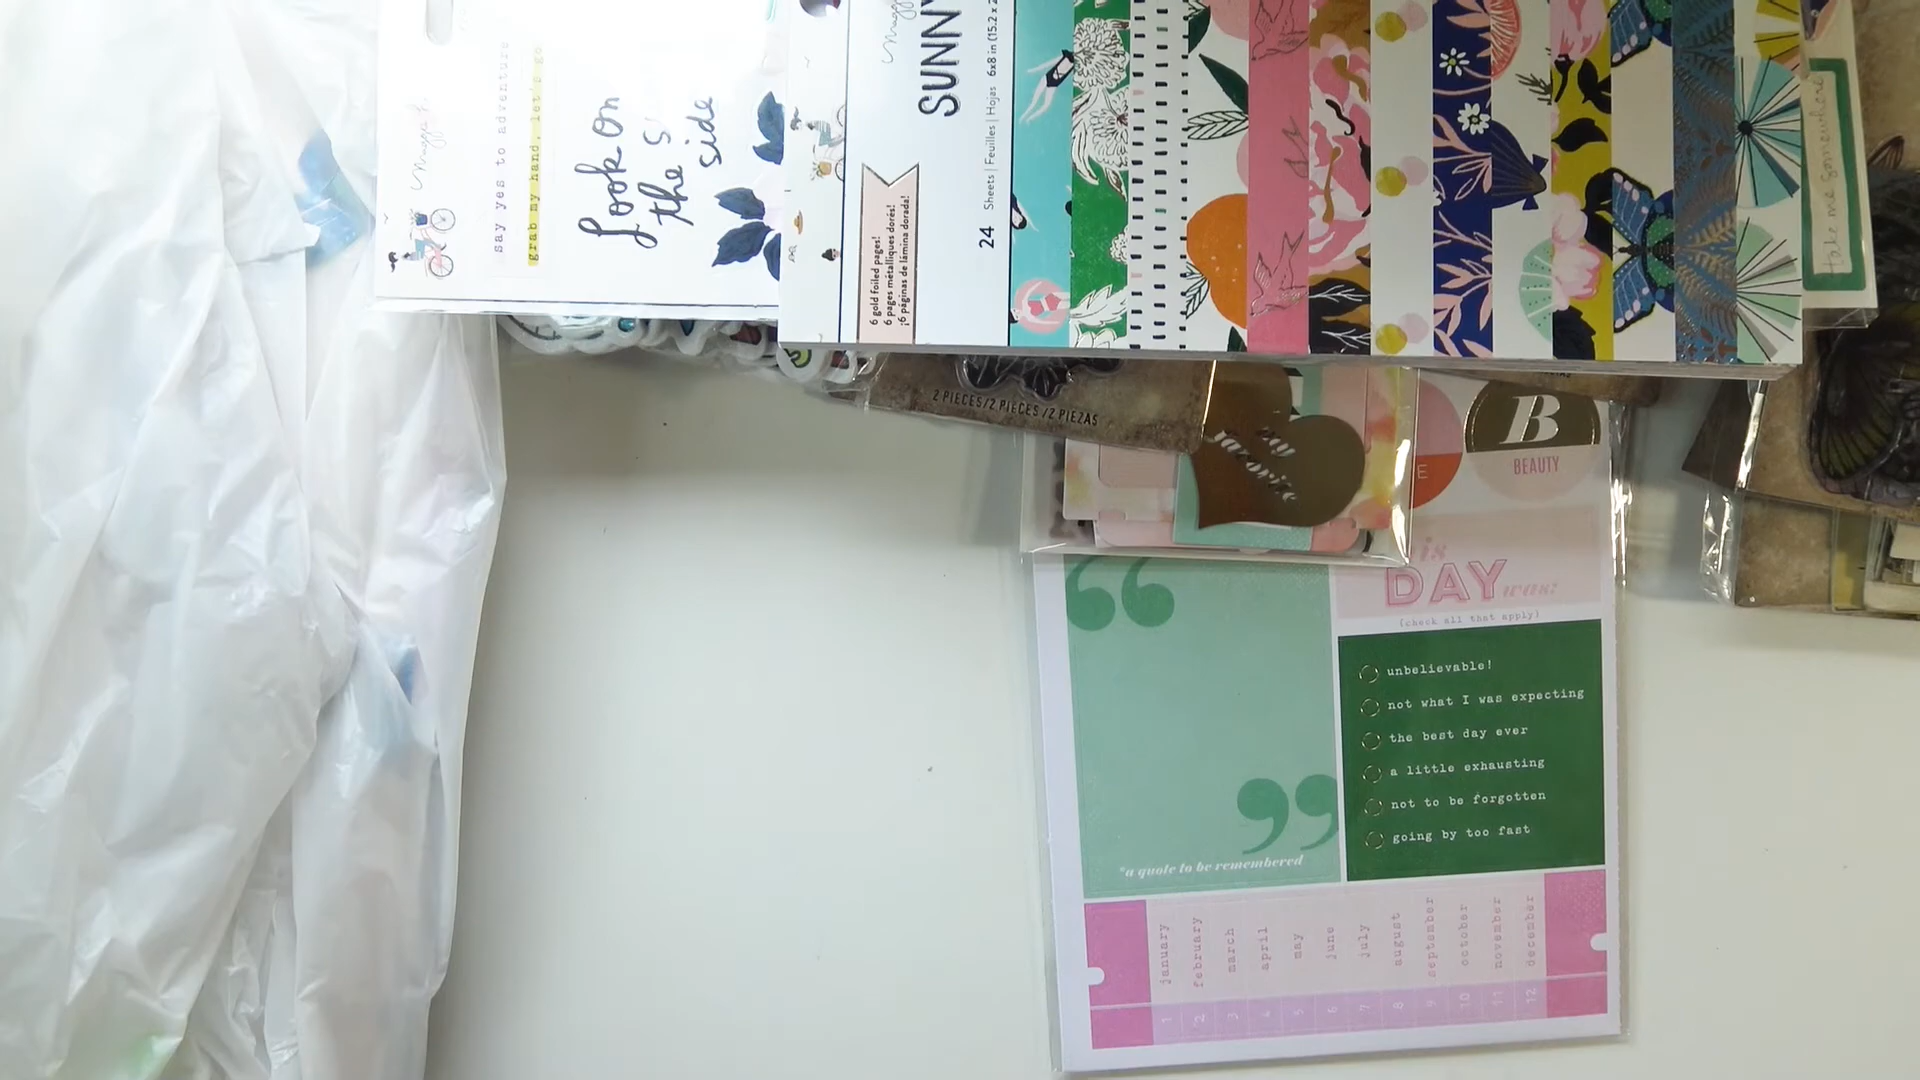 say yes to adventure
grab my hand, let's go
Look on
the s
side
6 gold foiled pages!
6 pages métalliques dorés!
¡6 páginas de lámina dorada!
SUNNY
24 Sheets | Feuilles | Hojas 6x8 in (15.2 x 2
take me somewhere
2 PIECES/2 PIECES/2 PIEZAS
my
favorite
E
B
BEAUTY
is
DAY was:
(check all that apply)
unbelievable!
not what I was expecting
the best day ever
a little exhausting
not to be forgotten
going by too fast
“
”
*a quote to be remembered
january
february
march
april
may
june
july
august
september
october
november
december
1
2
3
4
5
6
7
8
9
10
11
12